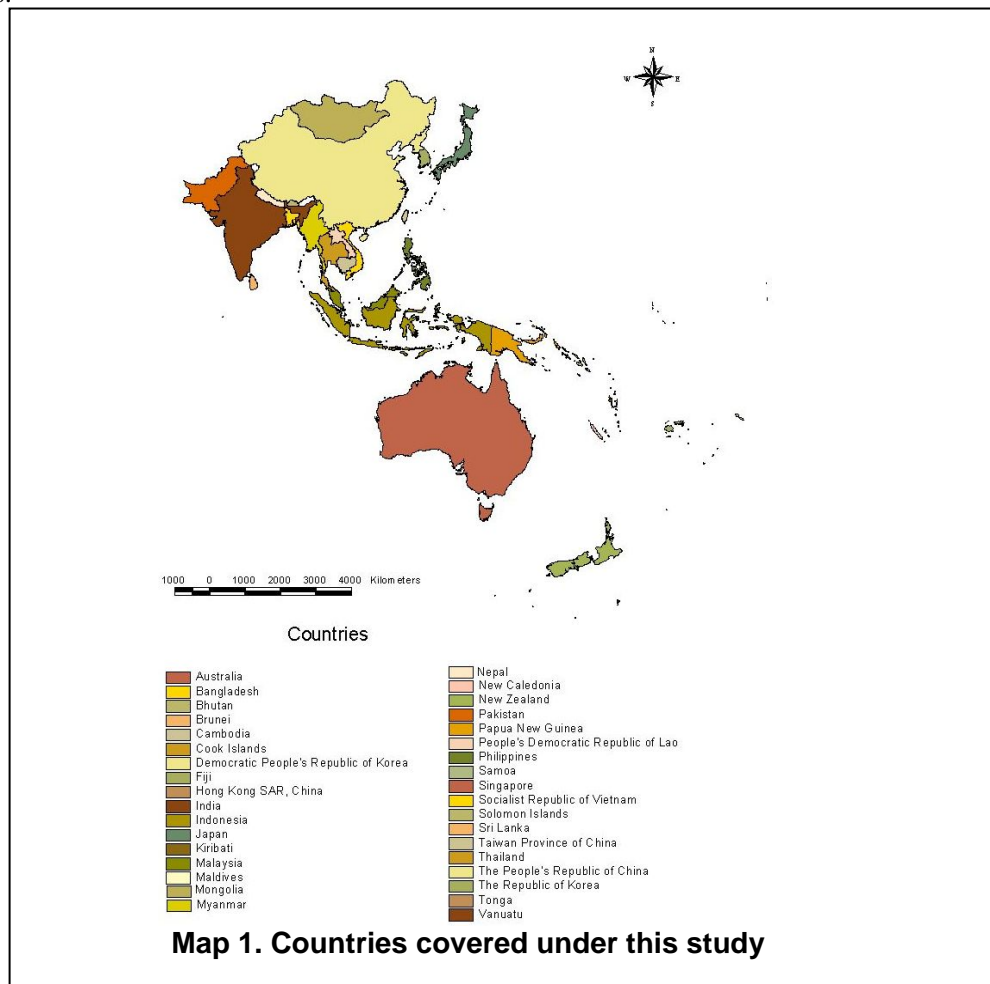 N
W E
S
1000 0 1000 2000 3000 4000 Kilometers
Countries
Australia
Bangladesh
Bhutan
Brunei
Cambodia
Cook Islands
Democratic People's Republic of Korea
Fiji
Hong Kong SAR, China
India
Indonesia
Japan
Kiribati
Malaysia
Maldives
Mongolia
Myanmar
Nepal
New Caledonia
New Zealand
Pakistan
Papua New Guinea
People's Democratic Republic of Lao
Philippines
Samoa
Singapore
Socialist Republic of Vietnam
Solomon Islands
Sri Lanka
Taiwan Province of China
Thailand
The People's Republic of China
The Republic of Korea
Tonga
Vanuatu
Map 1. Countries covered under this study